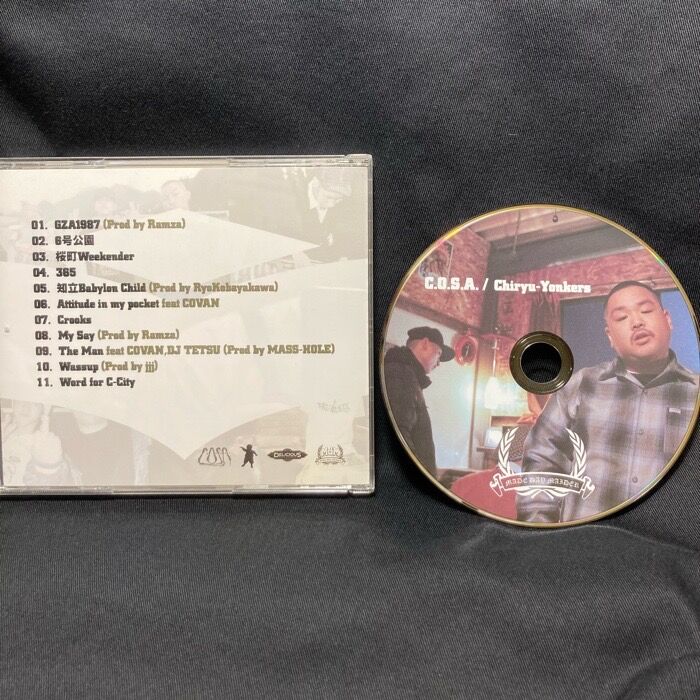 01. GZA1987 (Prod by Ramza)
02. 6号公園
03. 桜町Weekender
04. 365
05. 知立Babylon Child (Prod by RyoKobayakawa)
06. Attitude in my pocket feat COVAN
07. Crooks
08. My Say (Prod by Ramza)
09. The Man feat COVAN,DJ TETSU (Prod by MASS-HOLE)
10. Wassup (Prod by jjj)
11. Word for C-City
COSA
DELICIOUS
C.O.S.A. / Chiryu-Yonkers
MADE DAY MAIDER